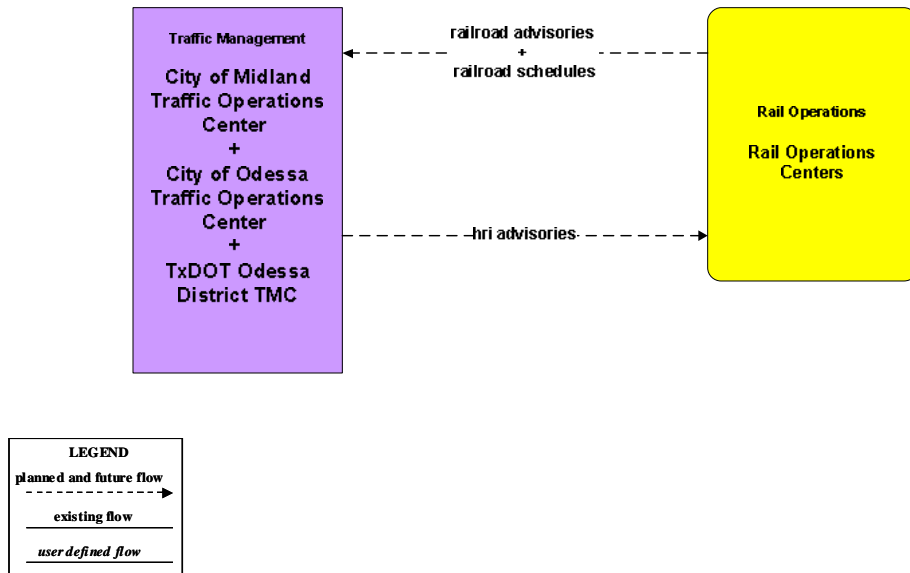 Traffic Management
City of Midland
Traffic Operations
Center
+
City of Odessa
Traffic Operations
Center
+
TxDOT Odessa
District TMC
railroad advisories
+
railroad schedules
hri advisories
Rail Operations
Rail Operations
Centers
LEGEND
planned and future flow
existing flow
user defined flow